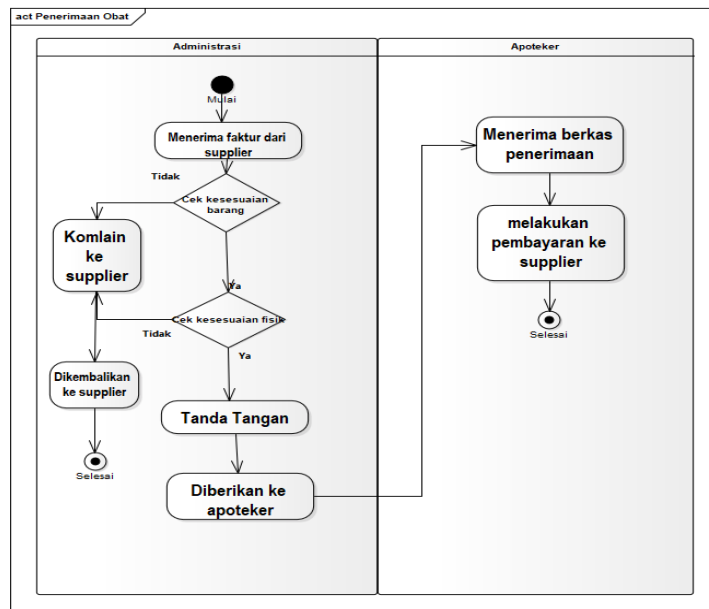 act Penerimaan Obat
Administrasi
Apoteker
Mulai
Menerima faktur dari
supplier
Tidak
Cek kesesuaian
barang
Komlain
ke
supplier
Ya
Cek kesesuaian fisik
Tidak
Ya
Dikembalikan
ke supplier
Selesai
Tanda Tangan
Diberikan ke
apoteker
Menerima berkas
penerimaan
melakukan
pembayaran ke
supplier
Selesai